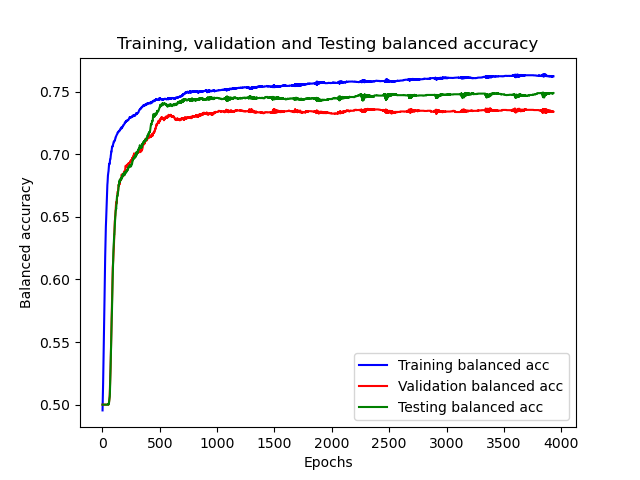 Training, validation and Testing balanced accuracy
Balanced accuracy
0.75
0.70
0.65
0.60
0.55
0.50
Training balanced acc
Validation balanced acc
Testing balanced acc
0 500 1000 1500 2000 2500 3000 3500 4000
Epochs